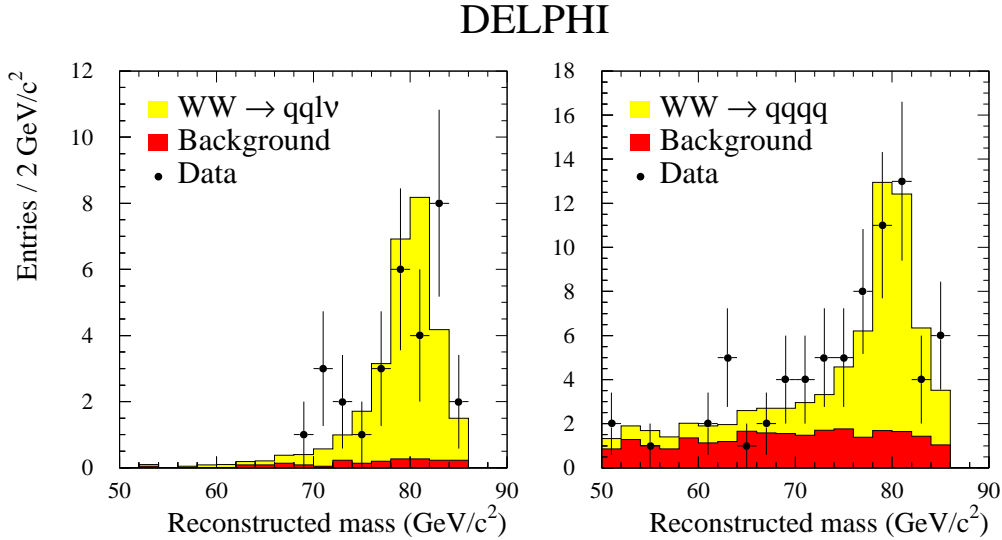 DELPHI
Entries / 2 GeV/c²
12
10
8
6
4
2
0
WW → qqlν
Background
Data
50 60 70 80 90
Reconstructed mass (GeV/c²)
18
16
14
12
10
8
6
4
2
0
WW → qqqq
Background
Data
50 60 70 80 90
Reconstructed mass (GeV/c²)